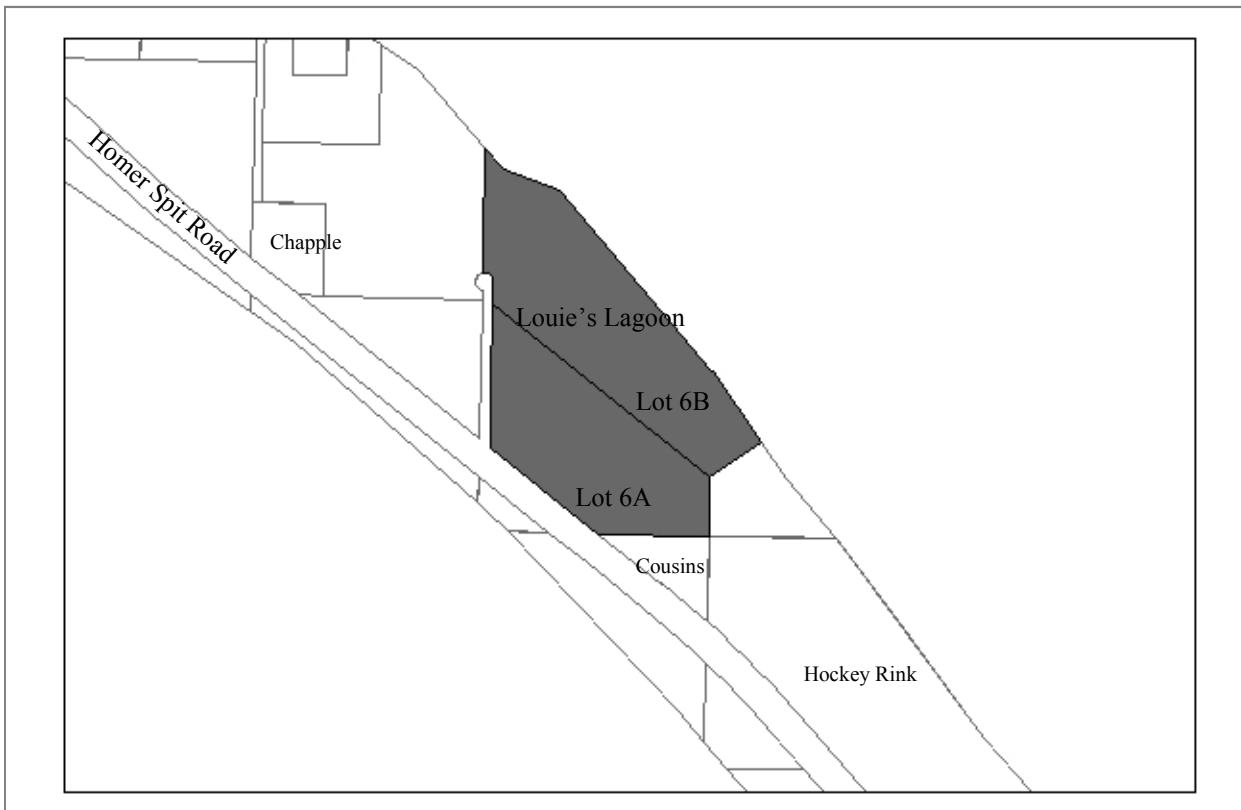 Homer Spit Road
Chapple
Louie's Lagoon
Lot 6B
Lot 6A
Cousins
Hockey Rink